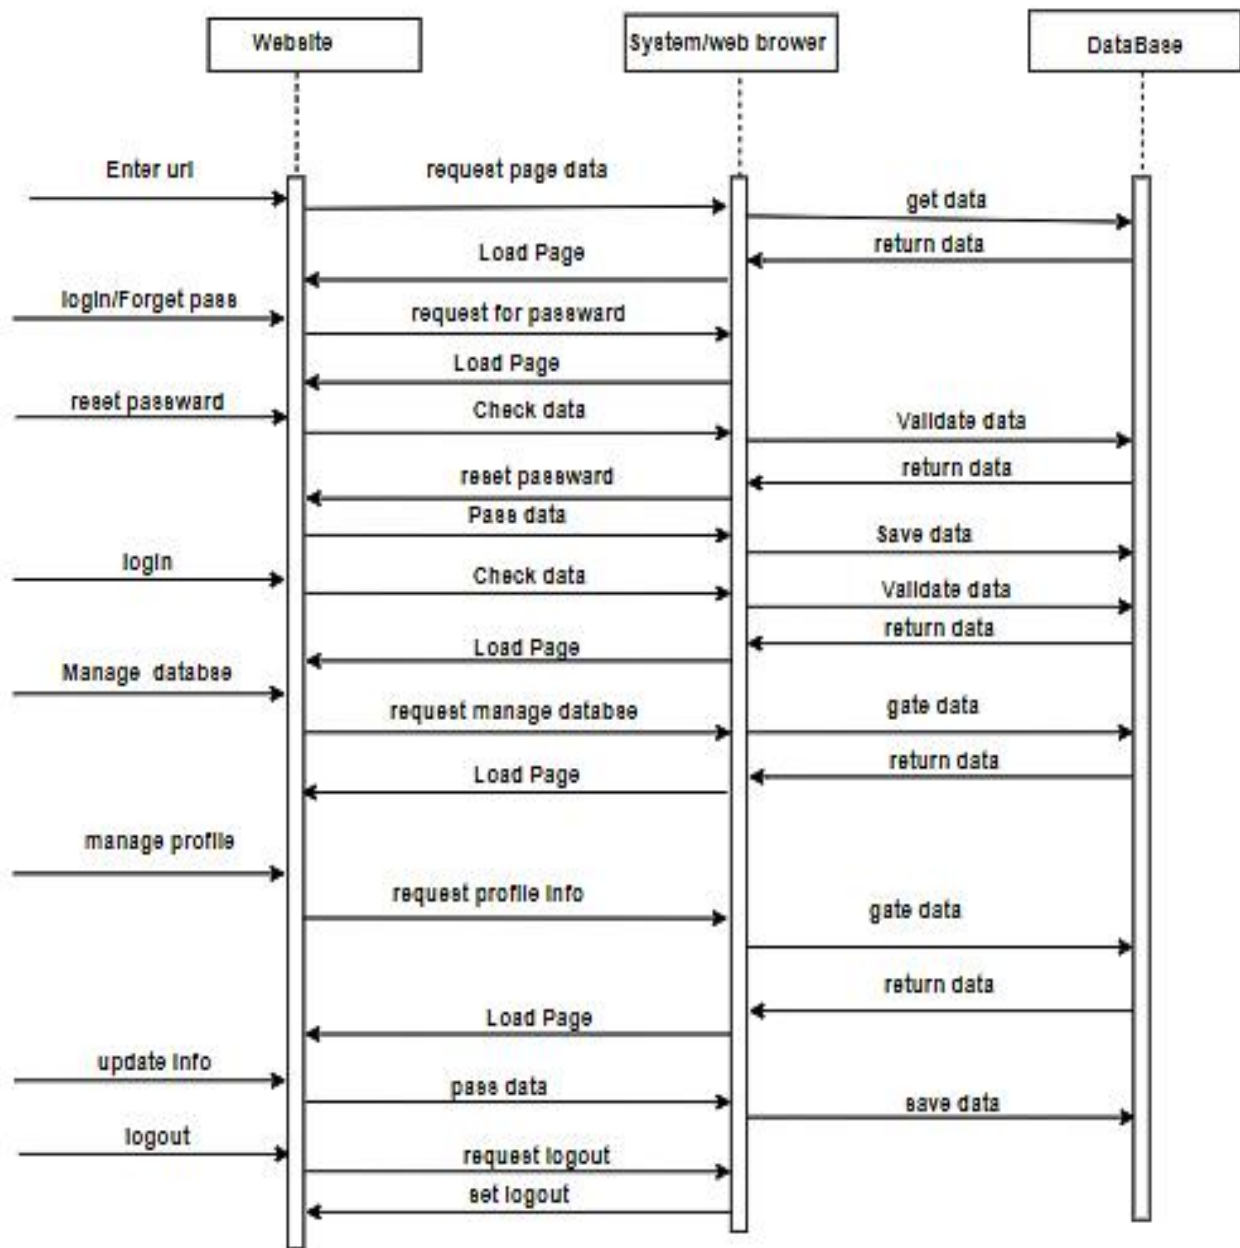 Website
System/web brower
DataBase
Enter url
request page data
get data
return data
Load Page
login/Forget pass
request for passward
Load Page
reset passward
Check data
Validate data
return data
reset passward
Pass data
Save data
login
Check data
Validate data
return data
Load Page
Manage databse
request manage databse
gate data
return data
Load Page
manage profile
request profile info
gate data
return data
Load Page
update info
pass data
save data
logout
request logout
set logout